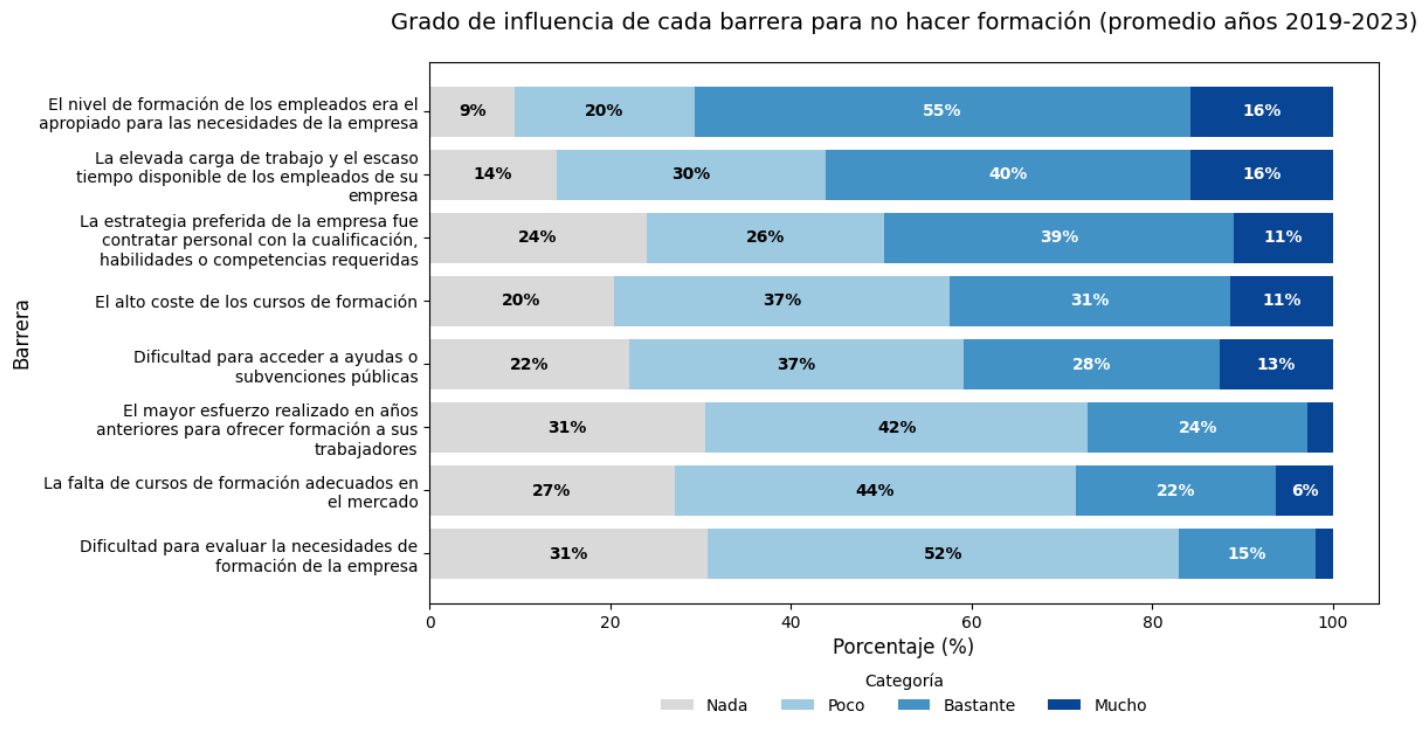 Grado de influencia de cada barrera para no hacer formación (promedio años 2019-2023)
Barrera
El nivel de formación de los empleados era el
apropiado para las necesidades de la empresa
9% 20% 55% 16%
La elevada carga de trabajo y el escaso
tiempo disponible de los empleados de su
empresa
14% 30% 40% 16%
La estrategia preferida de la empresa fue
contratar personal con la cualificación,
habilidades o competencias requeridas
24% 26% 39% 11%
El alto coste de los cursos de formación
20% 37% 31% 11%
Dificultad para acceder a ayudas o
subvenciones públicas
22% 37% 28% 13%
El mayor esfuerzo realizado en años
anteriores para ofrecer formación a sus
trabajadores
31% 42% 24%
La falta de cursos de formación adecuados en
el mercado
27% 44% 22% 6%
Dificultad para evaluar la necesidades de
formación de la empresa
31% 52% 15%
0 20 40 60 80 100
Porcentaje (%)
Categoría
Nada Poco Bastante Mucho